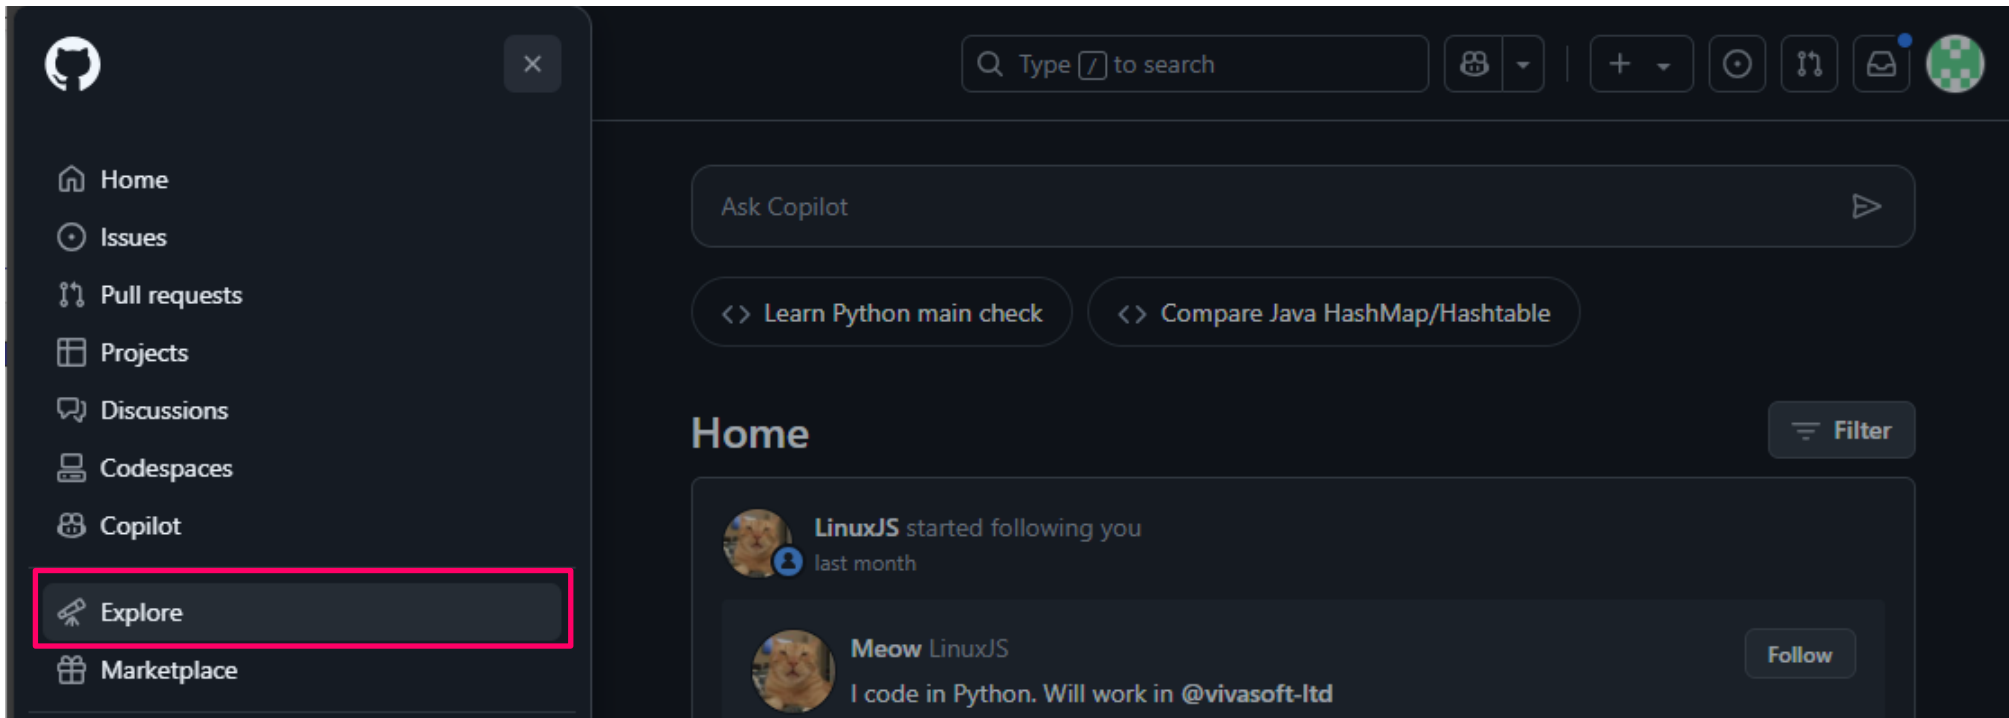 Type / to search
Home
Issues
Pull requests
Projects
Discussions
Codespaces
Copilot
Explore
Marketplace
Ask Copilot
Learn Python main check
Compare Java HashMap/Hashtable
Home
Filter
LinuxJS started following you
last month
Meow LinuxJS
Follow
I code in Python. Will work in @vivasoft-ltd